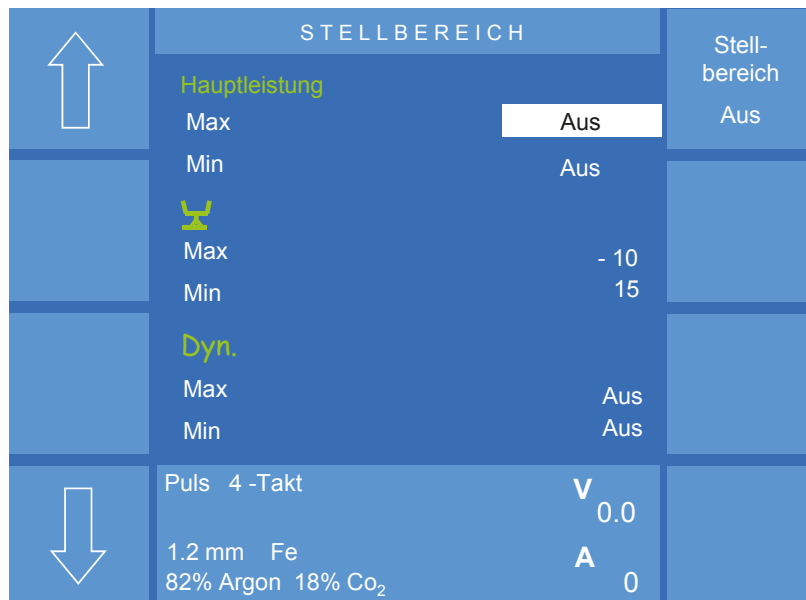 STELLBEREICH
Stell-
bereich
Aus
Hauptleistung
Max Aus
Min Aus
Max - 10
Min 15
Dyn.
Max Aus
Min Aus
Puls 4 -Takt V
0.0
1.2 mm Fe A
82% Argon 18% Co₂ 0